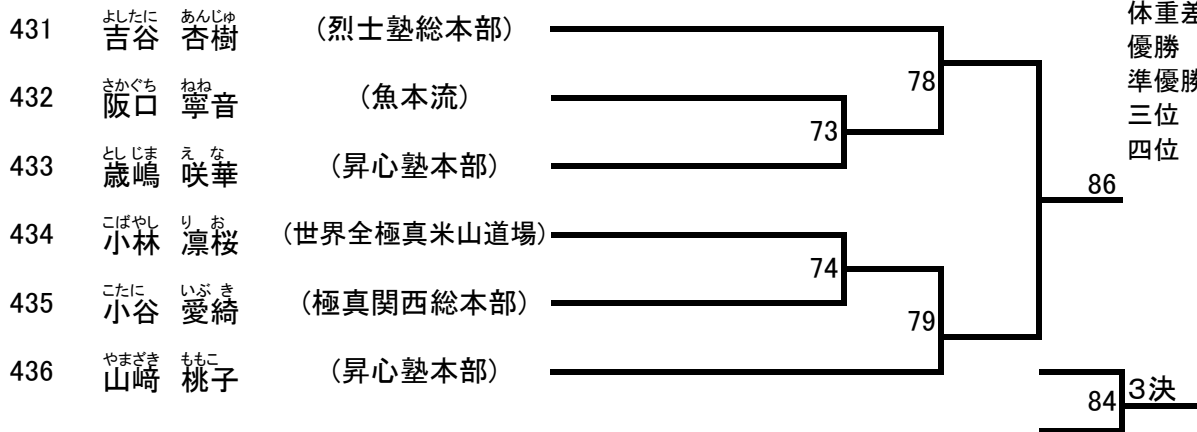 431 吉谷 杏樹 (烈士塾総本部)
よしたに あんじゅ
432 阪口 寧音 (魚本流)
さかぐち ねね
433 歳嶋 咲華 (昇心塾本部)
としじま えな
434 小林 凛桜 (世界全極真米山道場)
こばやし りお
435 小谷 愛綺 (極真関西総本部)
こたに いぶき
436 山﨑 桃子 (昇心塾本部)
やまざき ももこ
73
74
78
79
86
84
3決
体重差
優勝
準優勝
三位
四位